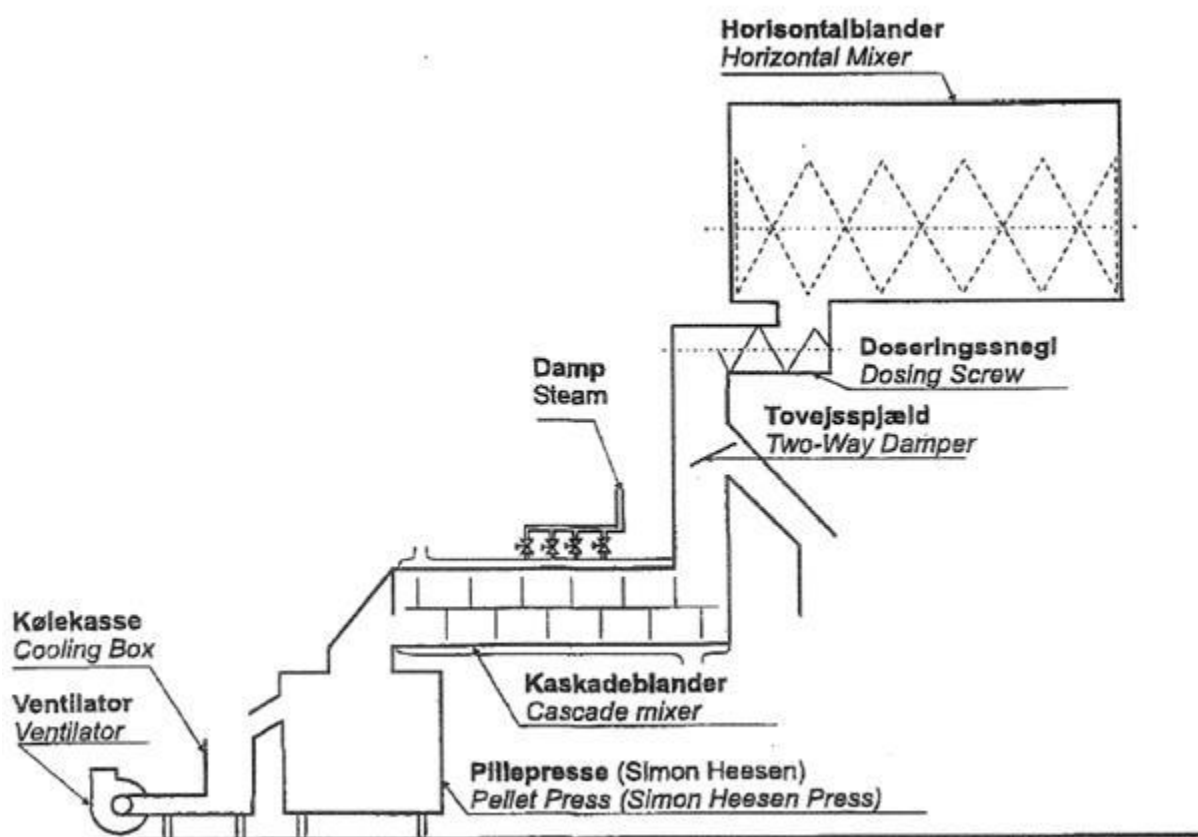 Horisontalblander
Horizontal Mixer
Doseringssnegl
Dosing Screw
Damp
Steam
Tovejsspjæld
Two-Way Damper
Kølekasse
Cooling Box
Kaskadeblander
Cascade mixer
Ventilator
Ventilator
Pillepresse (Simon Heesen)
Pellet Press (Simon Heesen Press)